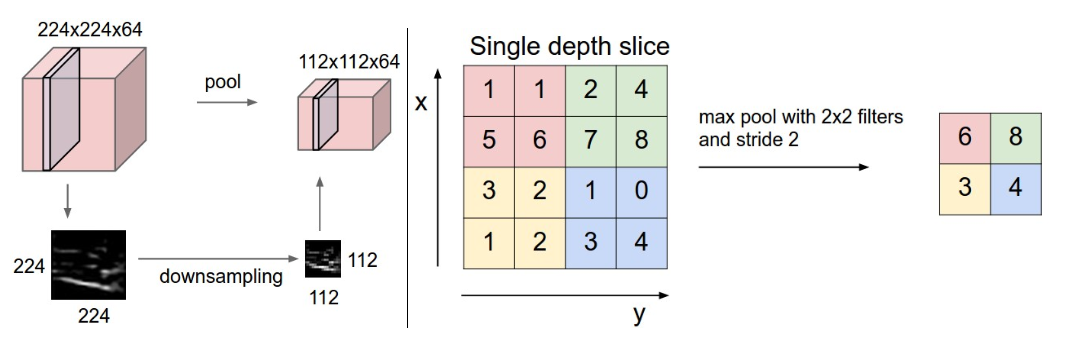 224x224x64
pool
112x112x64
224
224
downsampling
112
112
Single depth slice
x
1 1 2 4
5 6 7 8
3 2 1 0
1 2 3 4
y
max pool with 2x2 filters
and stride 2
6 8
3 4